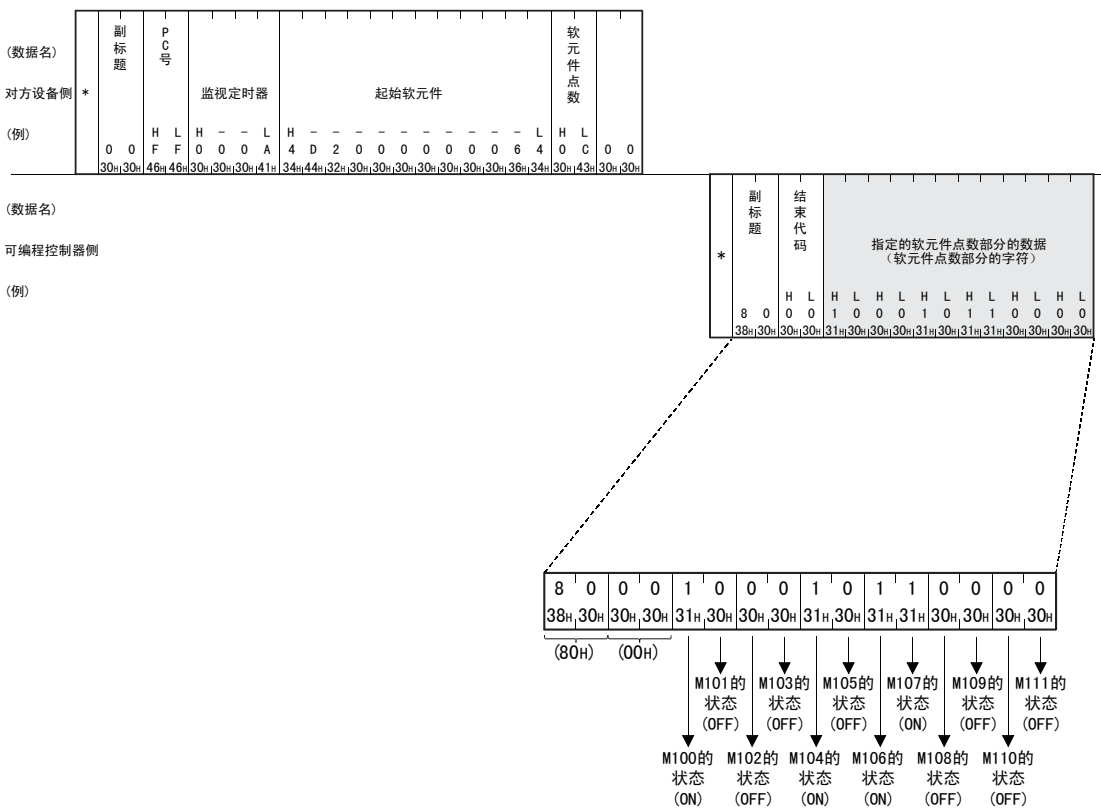 (数据名)
对方设备侧
(例)
*
副标题
PC号
监视定时器
起始软元件
软元件点数
H L H - - L H - - - - - - - - - - L H L
0 0 F F 0 0 0 A 4 D 2 0 0 0 0 0 0 0 6 4 0 C 0 0
30H 30H 46H 46H 30H 30H 30H 41H 34H 44H 32H 30H 30H 30H 30H 30H 30H 30H 36H 34H 30H 43H 30H 30H
(数据名)
可编程控制器侧
(例)
*
副标题
结束代码
指定的软元件点数部分的数据
(软元件点数部分的字符)
H L H L H L H L H L H L H L
8 0 0 0 1 0 0 0 1 0 1 1 0 0 0 0
38H 30H 30H 30H 31H 30H 30H 30H 31H 30H 31H 31H 30H 30H 30H 30H
8 0 0 0 1 0 0 0 1 0 1 1 0 0 0 0
38H 30H 30H 30H 31H 30H 30H 30H 31H 30H 31H 31H 30H 30H 30H 30H
(80H) (00H)
M101的 M103的 M105的 M107的 M109的 M111的
状态 状态 状态 状态 状态 状态
(OFF) (OFF) (OFF) (ON) (OFF) (OFF)
M100的 M102的 M104的 M106的 M108的 M110的
状态 状态 状态 状态 状态 状态
(ON) (OFF) (ON) (ON) (OFF) (OFF)